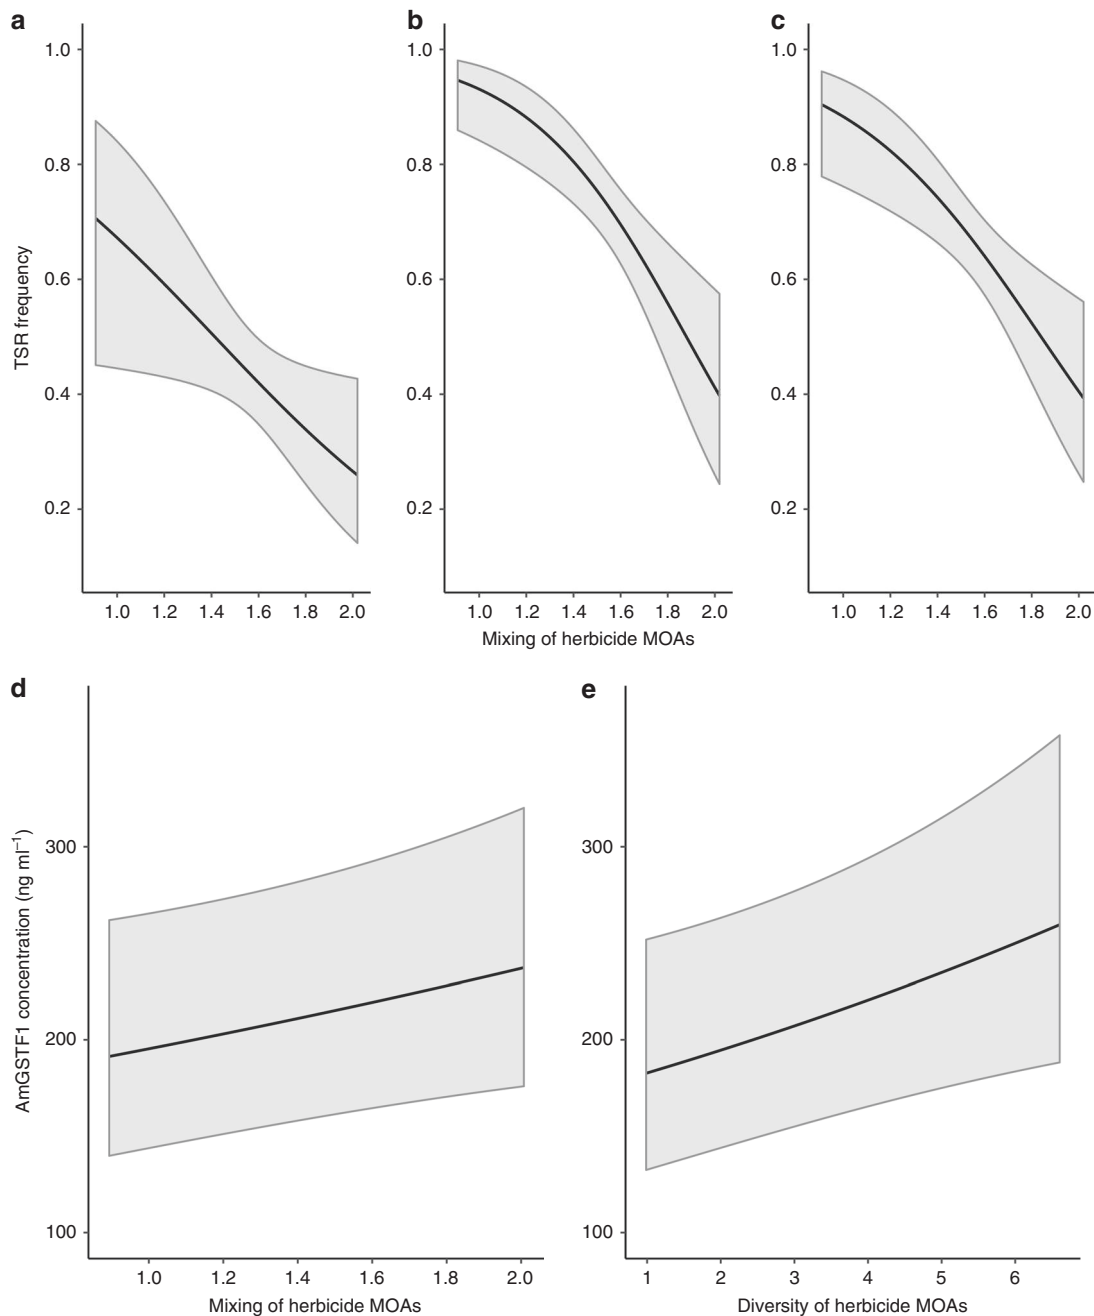 a
b
c
TSR frequency
1.0
0.8
0.6
0.4
0.2
1.0 1.2 1.4 1.6 1.8 2.0
1.0
0.8
0.6
0.4
0.2
1.0 1.2 1.4 1.6 1.8 2.0
1.0
0.8
0.6
0.4
0.2
1.0 1.2 1.4 1.6 1.8 2.0
Mixing of herbicide MOAs
d
AmGSTF1 concentration (ng ml⁻¹)
300
200
100
1.0 1.2 1.4 1.6 1.8 2.0
Mixing of herbicide MOAs
e
300
200
100
1 2 3 4 5 6
Diversity of herbicide MOAs